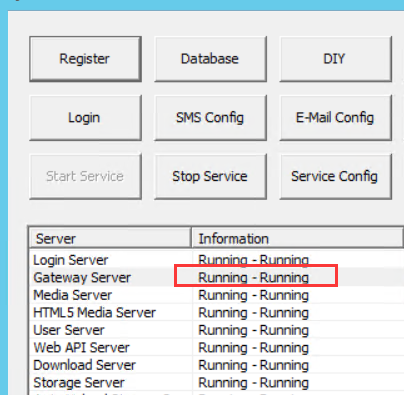 Register Database DIY
Login SMS Config E-Mail Config
Start Service Stop Service Service Config
Server Information
Login Server Running - Running
Gateway Server Running - Running
Media Server Running - Running
HTML5 Media Server Running - Running
User Server Running - Running
Web API Server Running - Running
Download Server Running - Running
Storage Server Running - Running